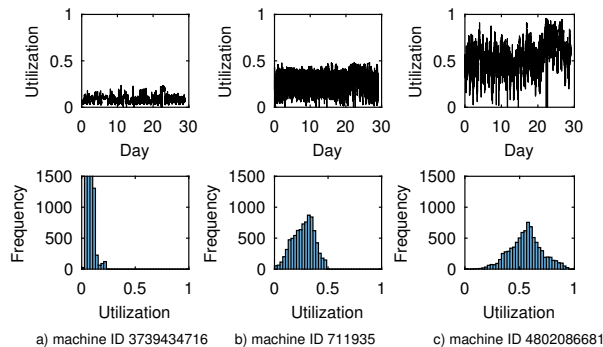 1
0.5
0
Utilization
0 10 20 30
Day
1
0.5
0
Utilization
0 10 20 30
Day
1
0.5
0
Utilization
0 10 20 30
Day
1500
1000
500
0
Frequency
0 0.5 1
Utilization
1500
1000
500
0
Frequency
0 0.5 1
Utilization
1500
1000
500
0
Frequency
0 0.5 1
Utilization
a) machine ID 3739434716
b) machine ID 711935
c) machine ID 4802086681